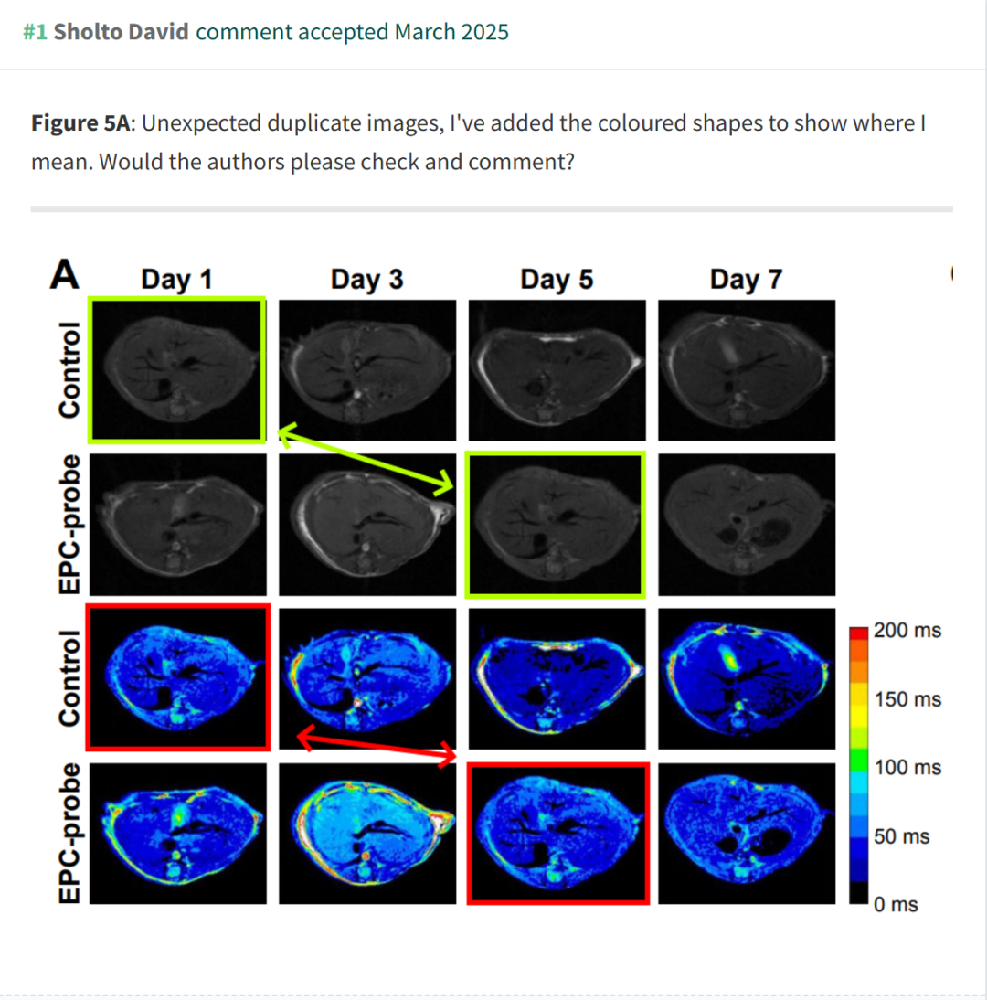 #1 Sholto David comment accepted March 2025
Figure 5A: Unexpected duplicate images, I've added the coloured shapes to show where I
mean. Would the authors please check and comment?
A
Day 1 Day 3 Day 5 Day 7
Control
EPC-probe
Control
EPC-probe
200 ms
150 ms
100 ms
50 ms
0 ms